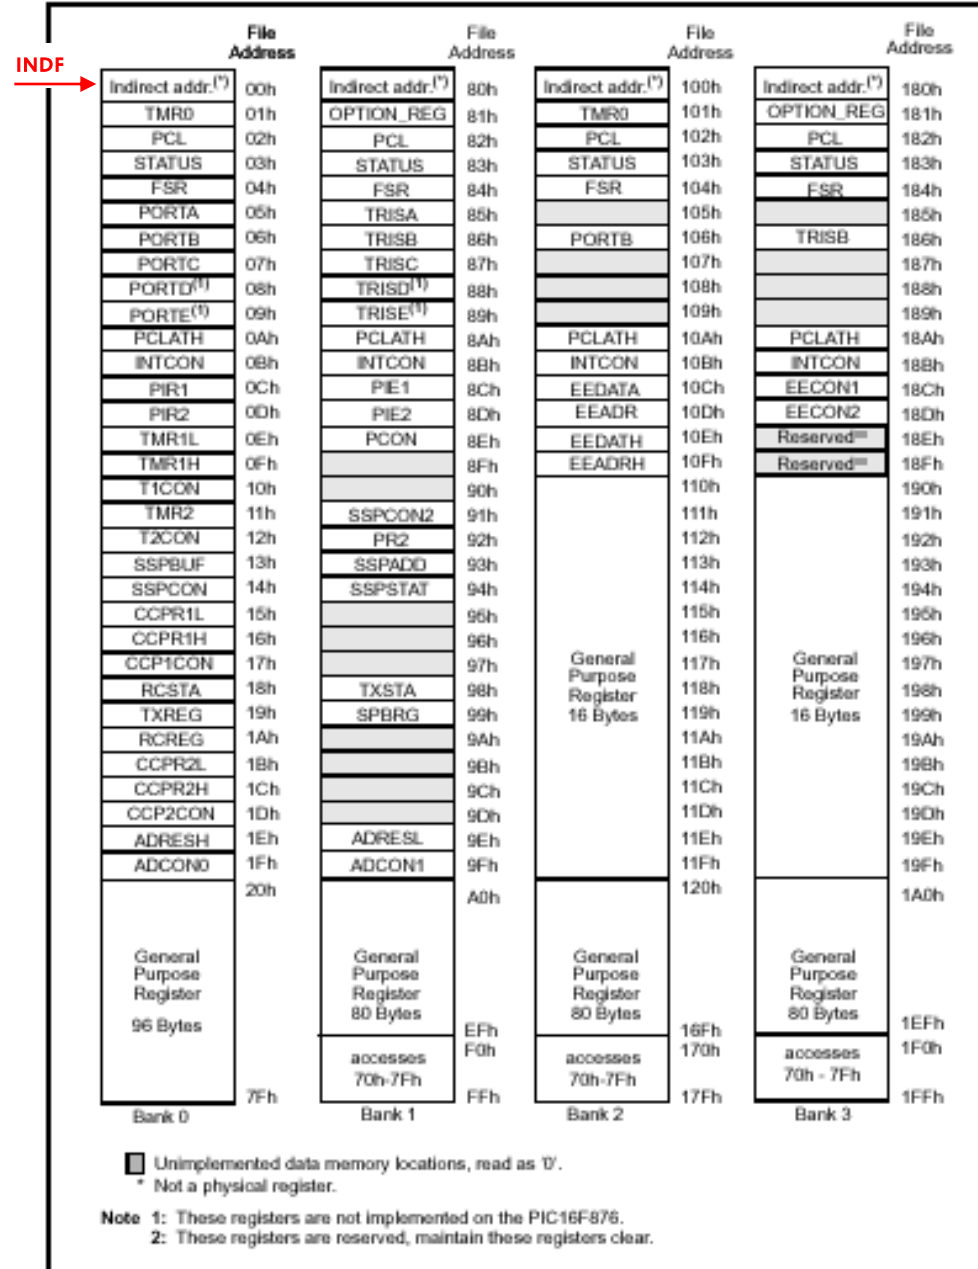 File File File File
Address Address Address Address
INDF
Indirect addr.(*) 00h Indirect addr.(*) 80h Indirect addr.(*) 100h Indirect addr.(*) 180h
TMR0 01h OPTION_REG 81h TMR0 101h OPTION_REG 181h
PCL 02h PCL 82h PCL 102h PCL 182h
STATUS 03h STATUS 83h STATUS 103h STATUS 183h
FSR 04h FSR 84h FSR 104h FSR 184h
PORTA 05h TRISA 85h 105h 185h
PORTB 06h TRISB 86h PORTB 106h TRISB 186h
PORTC 07h TRISC 87h 107h 187h
PORTD(1) 08h TRISD(1) 88h 108h 188h
PORTE(1) 09h TRISE(1) 89h 109h 189h
PCLATH 0Ah PCLATH 8Ah PCLATH 10Ah PCLATH 18Ah
INTCON 0Bh INTCON 8Bh INTCON 10Bh INTCON 18Bh
PIR1 0Ch PIE1 8Ch EEDATA 10Ch EECON1 18Ch
PIR2 0Dh PIE2 8Dh EEADR 10Dh EECON2 18Dh
TMR1L 0Eh PCON 8Eh EEDATH 10Eh Reserved 18Eh
TMR1H 0Fh 8Fh EEADRH 10Fh Reserved 18Fh
T1CON 10h 90h 110h 190h
TMR2 11h SSPCON2 91h 111h 191h
T2CON 12h PR2 92h 112h 192h
SSPBUF 13h SSPADD 93h 113h 193h
SSPCON 14h SSPSTAT 94h 114h 194h
CCPR1L 15h 95h 115h 195h
CCPR1H 16h 96h 116h 196h
CCP1CON 17h 97h General 117h General 197h
RCSTA 18h TXSTA 98h Purpose Register 118h Purpose Register 198h
TXREG 19h SPBRG 99h 16 Bytes 119h 16 Bytes 199h
RCREG 1Ah 9Ah 11Ah 19Ah
CCPR2L 1Bh 9Bh 11Bh 19Bh
CCPR2H 1Ch 9Ch 11Ch 19Ch
CCP2CON 1Dh 9Dh 11Dh 19Dh
ADRESH 1Eh ADRESL 9Eh 11Eh 19Eh
ADCON0 1Fh ADCON1 9Fh 11Fh 19Fh
20h A0h 120h 1A0h
General General General General
Purpose Purpose Purpose Purpose
Register Register Register Register
96 Bytes 80 Bytes 80 Bytes 80 Bytes
EFh 16Fh 1EFh
F0h 170h 1F0h
accesses accesses accesses
70h-7Fh 70h-7Fh 70h - 7Fh
7Fh FFh 17Fh 1FFh
Bank 0 Bank 1 Bank 2 Bank 3
Unimplemented data memory locations, read as '0'.
* Not a physical register.
Note 1: These registers are not implemented on the PIC16F876.
2: These registers are reserved, maintain these registers clear.